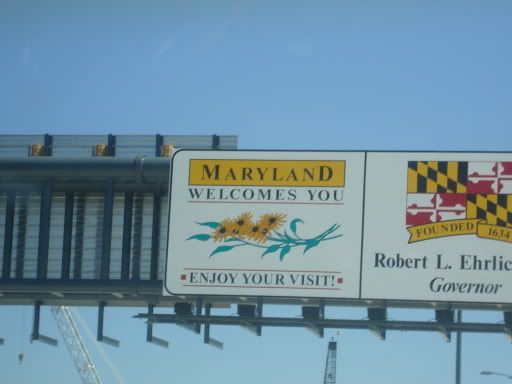 MARYLAND
WELCOMES YOU
ENJOY YOUR VISIT!
FOUNDED 1634
Robert L. Ehrlic
Governor